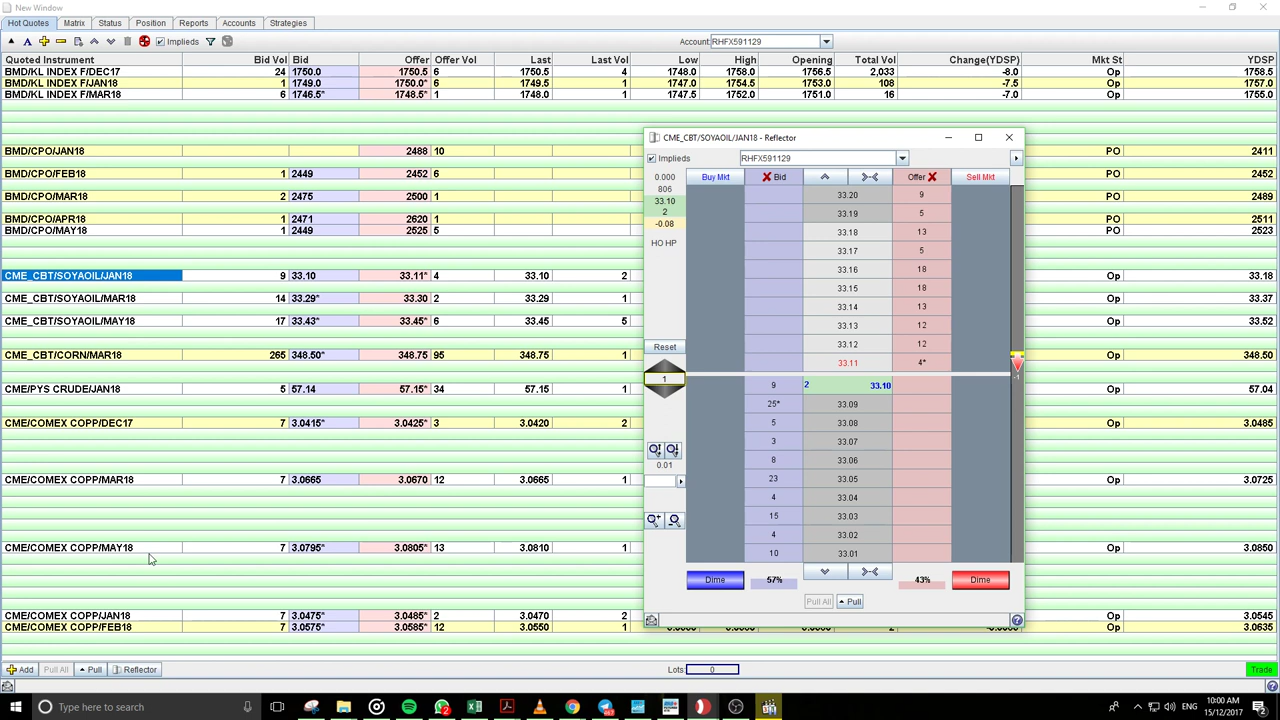 New Window
Hot Quotes Matrix Status Position Reports Accounts Strategies
A Implieds Account: RHFX591129
Quoted Instrument Bid Vol Bid Offer Offer Vol Last Last Vol Low High Opening Total Vol Change(YDSP) Mkt St YDSP
BMD/KL INDEX F/DEC17 24 1750.0 1750.5 6 1750.5 4 1748.0 1758.0 1756.5 2,033 -8.0 Op 1758.5
BMD/KL INDEX F/JAN18 1 1749.0 1750.0* 6 1749.5 1 1747.5 1754.5 1753.0 108 -7.5 Op 1757.0
BMD/KL INDEX F/MAR18 6 1746.5* 1748.5* 1 1748.0 1 1747.5 1752.0 1751.0 16 -7.0 Op 1755.0
BMD/CPO/JAN18 2488 10 PO 2411
BMD/CPO/FEB18 1 2449 2452 6 PO 2452
BMD/CPO/MAR18 2 2475 2500 1 PO 2489
BMD/CPO/APR18 1 2471 2620 1 PO 2511
BMD/CPO/MAY18 1 2449 2525 5 PO 2523
CME_CBT/SOYAOIL/JAN18 9 33.10 33.11* 4 33.10 2 Op 33.18
CME_CBT/SOYAOIL/MAR18 14 33.29* 33.30 2 33.29 1 Op 33.37
CME_CBT/SOYAOIL/MAY18 17 33.43* 33.45* 6 33.45 5 Op 33.52
CME_CBT/CORN/MAR18 265 348.50* 348.75 95 348.75 1 Op 348.50
CME/PYS CRUDE/JAN18 5 57.14 57.15* 34 57.15 1 Op 57.04
CME/COMEX COPP/DEC17 7 3.0415* 3.0425* 3 3.0420 2 Op 3.0485
CME/COMEX COPP/MAR18 7 3.0665 3.0670 12 3.0665 1 Op 3.0725
CME/COMEX COPP/MAY18 7 3.0795* 3.0805* 13 3.0810 1 Op 3.0850
CME/COMEX COPP/JAN18 7 3.0475* 3.0485* 2 3.0470 2 Op 3.0545
CME/COMEX COPP/FEB18 7 3.0575* 3.0585* 12 3.0550 1 Op 3.0635
CME_CBT/SOYAOIL/JAN18 - Reflector
Implieds RHFX591129
Buy Mkt Bid Offer Sell Mkt
0.000
806
33.10
2
-0.08
HO HP
Reset
1
0.01
33.20 9
33.19 5
33.18 13
33.17 5
33.16 18
33.15 18
33.14 13
33.13 12
33.12 12
33.11 4*
9 2 33.10
25* 33.09
5 33.08
3 33.07
8 33.06
23 33.05
4 33.04
15 33.03
4 33.02
10 33.01
-1
Dime 57% 43% Dime
Pull All Pull
Add Pull All Pull Reflector Lots: 0 Trade
Type here to search
ENG 10:00 AM
15/12/2017